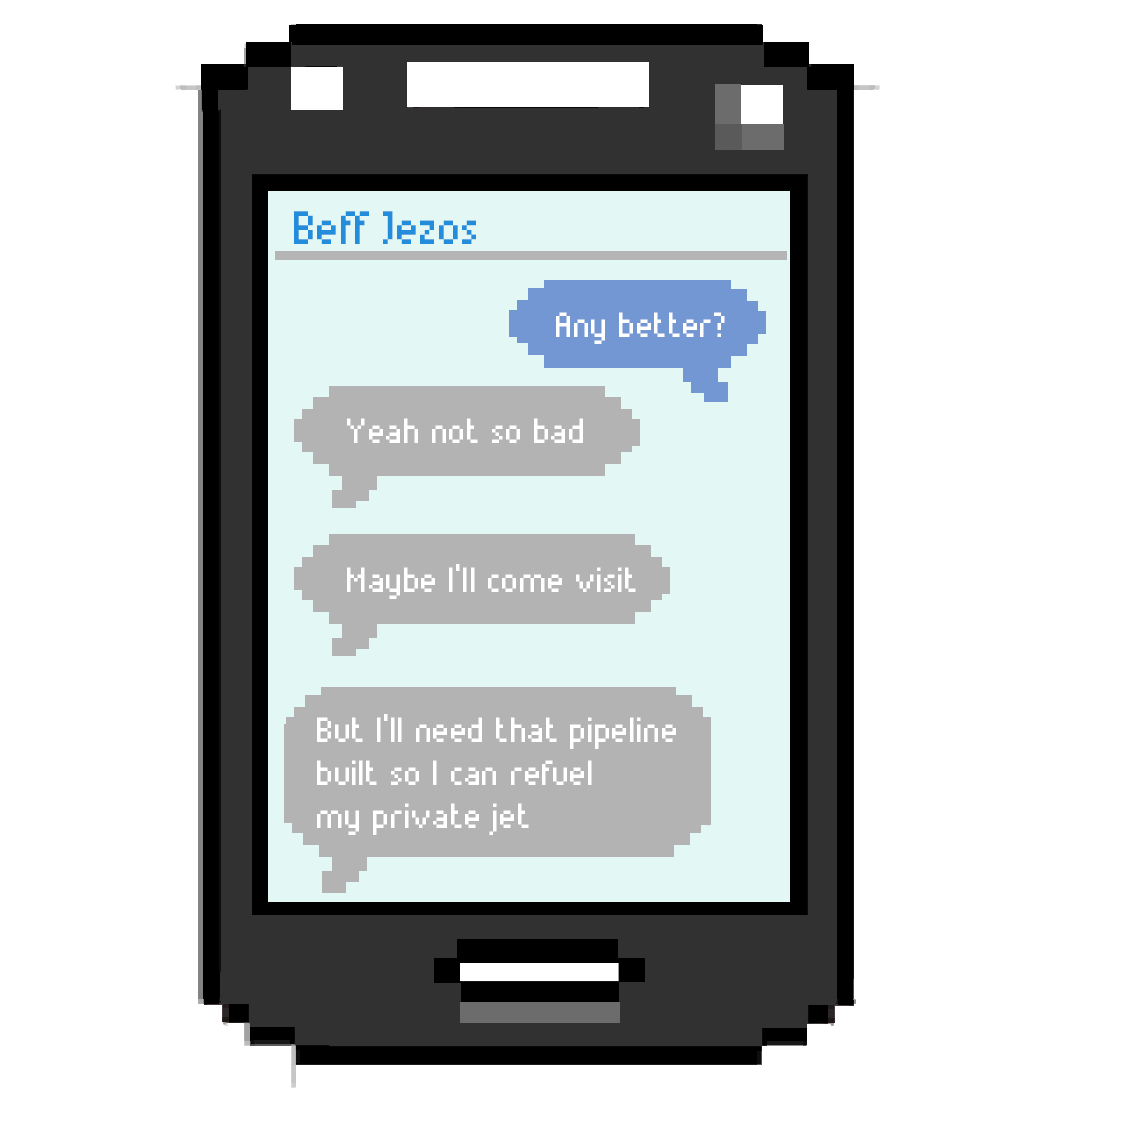 Beff Jezos
Any better?
Yeah not so bad
Maybe I'll come visit
But I'll need that pipeline
built so I can refuel
my private jet